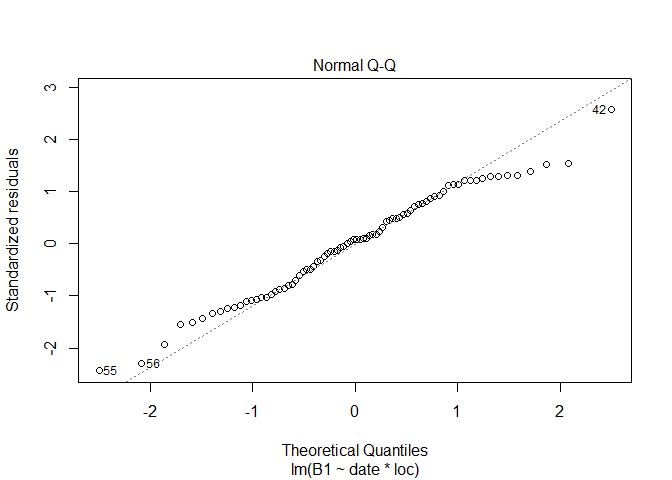 Normal Q-Q
3
2
1
0
-1
-2
Standardized residuals
42
56
55
-2 -1 0 1 2
Theoretical Quantiles
lm(B1 ~ date * loc)